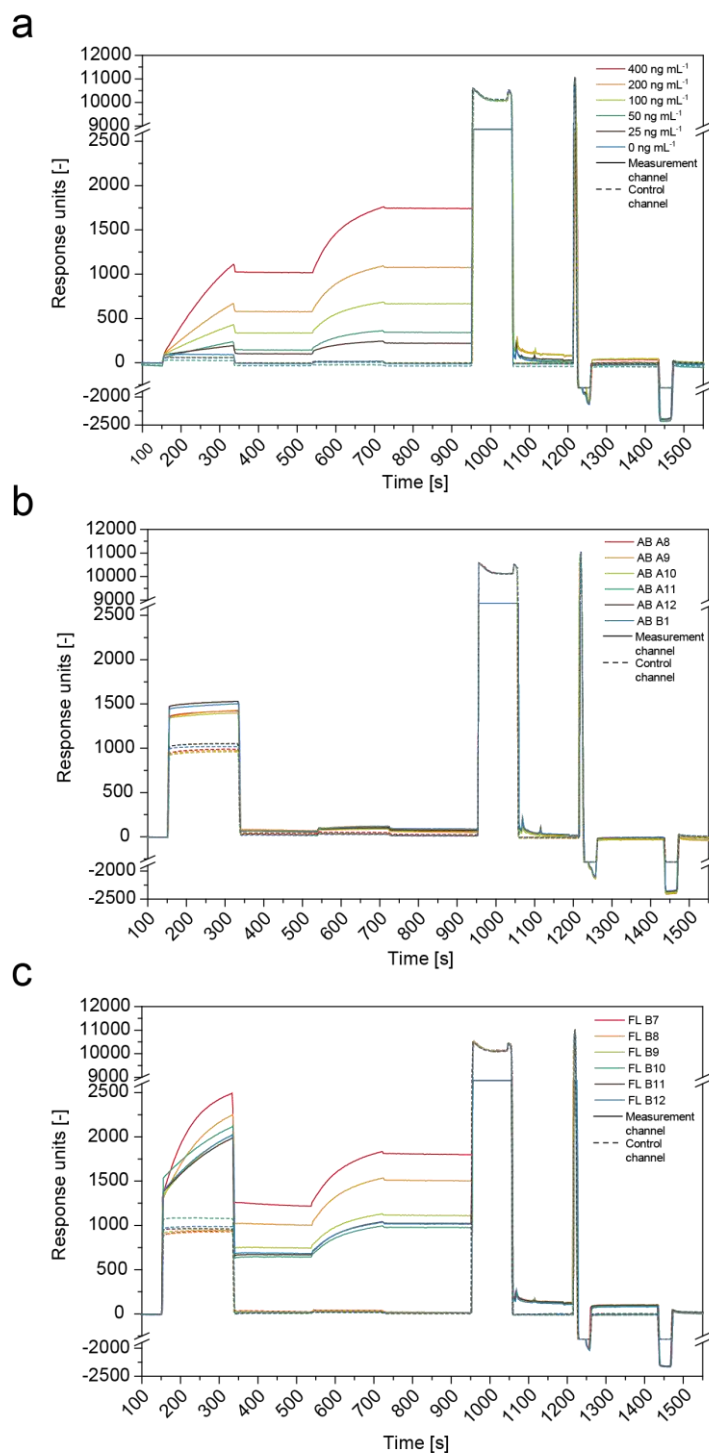 a
12000
11000
10000
9000
2500
2000
1500
1000
500
0
-2000
-2500
Response units [-]
400 ng mL⁻¹
200 ng mL⁻¹
100 ng mL⁻¹
50 ng mL⁻¹
25 ng mL⁻¹
0 ng mL⁻¹
Measurement
channel
Control
channel
100 200 300 400 500 600 700 800 900 1000 1100 1200 1300 1400 1500
Time [s]
b
12000
11000
10000
9000
2500
2000
1500
1000
500
0
-2000
-2500
Response units [-]
AB A8
AB A9
AB A10
AB A11
AB A12
AB B1
Measurement
channel
Control
channel
100 200 300 400 500 600 700 800 900 1000 1100 1200 1300 1400 1500
Time [s]
c
12000
11000
10000
9000
2500
2000
1500
1000
500
0
-2000
-2500
Response units [-]
FL B7
FL B8
FL B9
FL B10
FL B11
FL B12
Measurement
channel
Control
channel
100 200 300 400 500 600 700 800 900 1000 1100 1200 1300 1400 1500
Time [s]